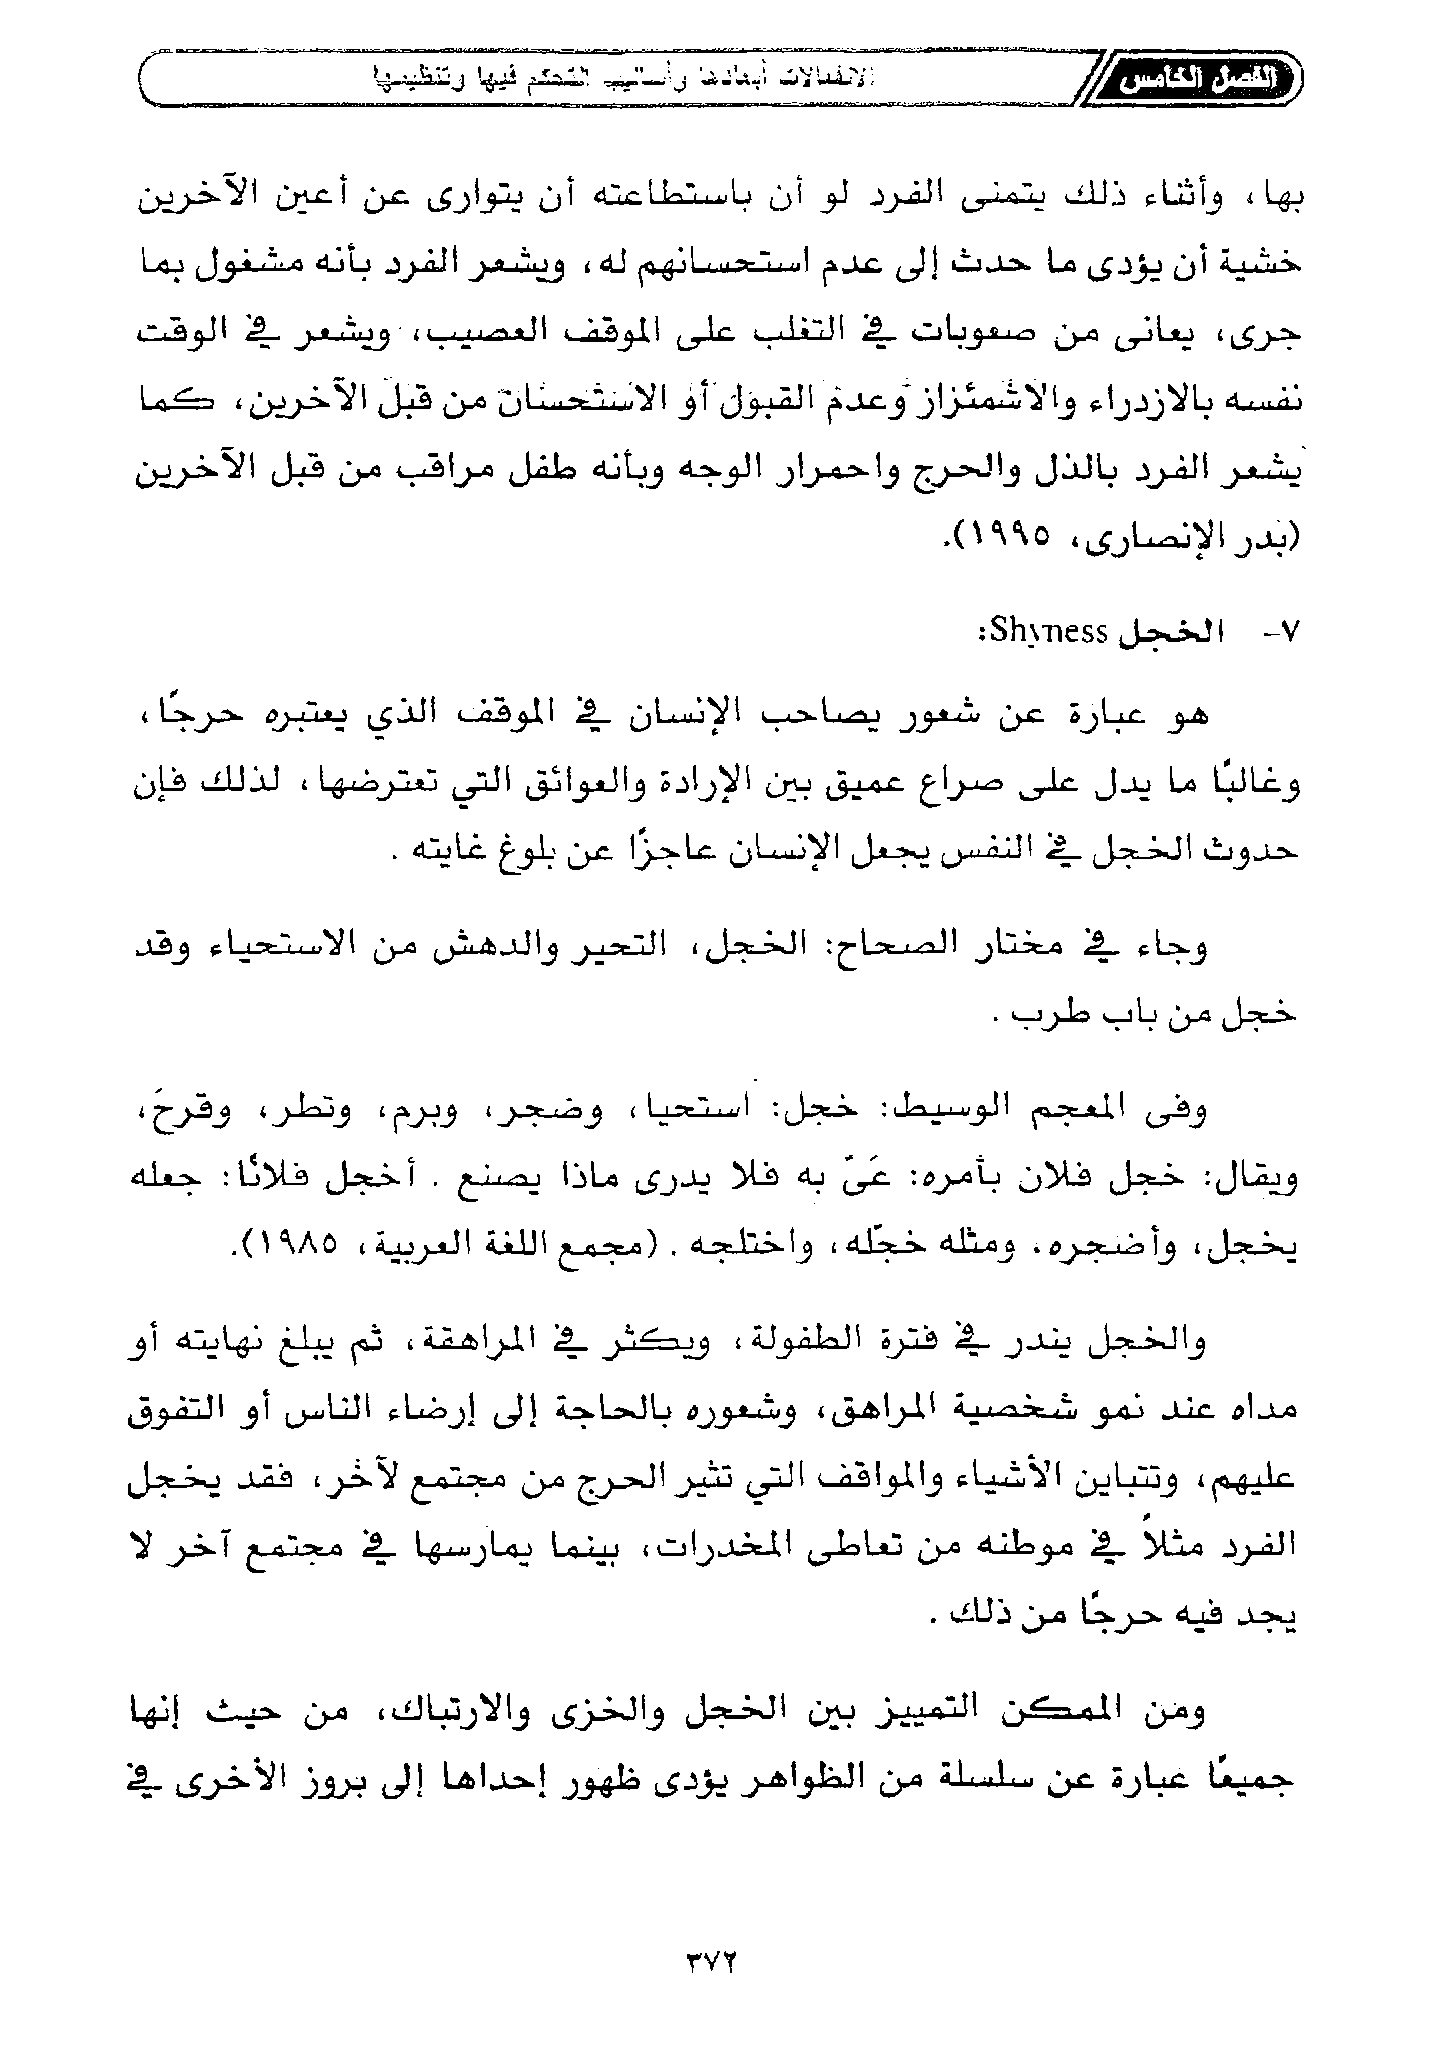 الفصل الخامس
الانفعالات أبعادها وأساليب التحكم فيها وتنظيمها
بها، وأثناء ذلك يتمنى الفرد لو أن باستطاعته أن يتوارى عن أعين الآخرين
خشية أن يؤدى ما حدث إلى عدم استحسانهم له، ويشعر الفرد بأنه مشغول بما
جرى، يعانى من صعوبات في التغلب على الموقف العصيب، ويشعر في الوقت
نفسه بالازدراء والاشمئزاز وعدم القبول أو الاستحسان من قبل الآخرين، كما
يشعر الفرد بالذل والحرج واحمرار الوجه وبأنه طفل مراقب من قبل الآخرين
(بدر الإنصارى، ١٩٩٥).
٧- الخجل Shyness:
هو عبارة عن شعور يصاحب الإنسان في الموقف الذي يعتبره حرجًا،
وغالبًا ما يدل على صراع عميق بين الإرادة والعوائق التي تعترضها، لذلك فإن
حدوث الخجل في النفس يجعل الإنسان عاجزًا عن بلوغ غايته .
وجاء في مختار الصحاح: الخجل، التحير والدهش من الاستحياء وقد
خجل من باب طرب .
وفى المعجم الوسيط: خجل: استحيا، وضجر، وبرم، ونطر، وقرحَ،
ويقال: خجل فلان بأمره: عَىّ به فلا يدرى ماذا يصنع . أخجل فلانًا: جعله
يخجل، وأضجره. ومثله خجّله، واختلجه . (مجمع اللغة العربية، ١٩٨٥).
والخجل يندر في فترة الطفولة، ويكثر في المراهقة، ثم يبلغ نهايته أو
مداه عند نمو شخصية المراهق، وشعوره بالحاجة إلى إرضاء الناس أو التفوق
عليهم، وتتباين الأشياء والمواقف التي تثير الحرج من مجتمع لآخر، فقد يخجل
الفرد مثلاً في موطنه من تعاطى المخدرات، بينما يمارسها في مجتمع آخر لا
يجد فيه حرجًا من ذلك .
ومن الممكن التمييز بين الخجل والخزى والارتباك، من حيث إنها
جميعًا عبارة عن سلسلة من الظواهر يؤدى ظهور إحداها إلى بروز الأخرى في
٣٧٢